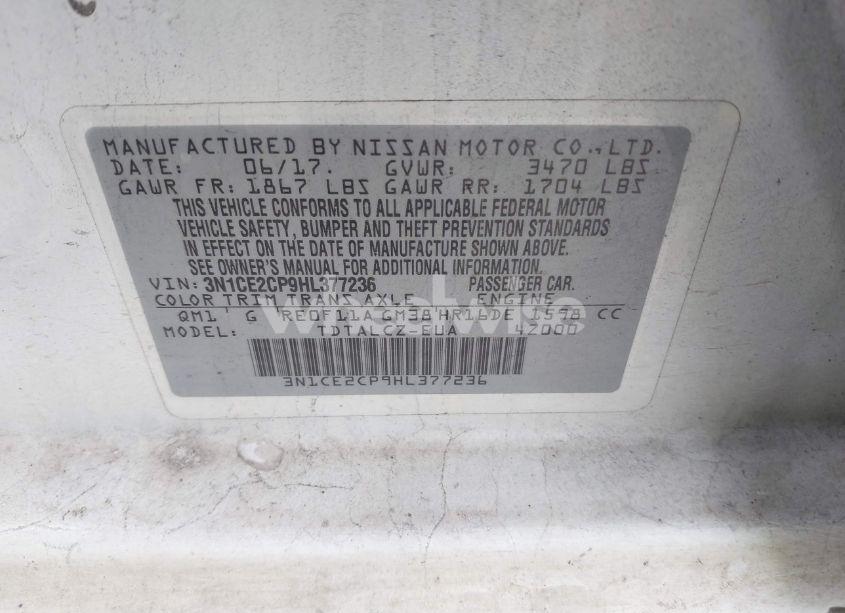 MANUFACTURED BY NISSAN MOTOR CO., LTD.
DATE: 06/17. GVWR: 3470 LBS
GAWR FR: 1867 LBS GAWR RR: 1704 LBS
THIS VEHICLE CONFORMS TO ALL APPLICABLE FEDERAL MOTOR
VEHICLE SAFETY, BUMPER AND THEFT PREVENTION STANDARDS
IN EFFECT ON THE DATE OF MANUFACTURE SHOWN ABOVE.
SEE OWNER'S MANUAL FOR ADDITIONAL INFORMATION.
VIN: 3N1CE2CP9HL377236 PASSENGER CAR.
COLOR TRIM TRANS AXLE ENGINE
QM1' G 'RE0F11A GM38'HR16DE 1598 CC
MODEL: TDTALCZ-EUA 42000
3N1CE2CP9HL377236
wheelwise